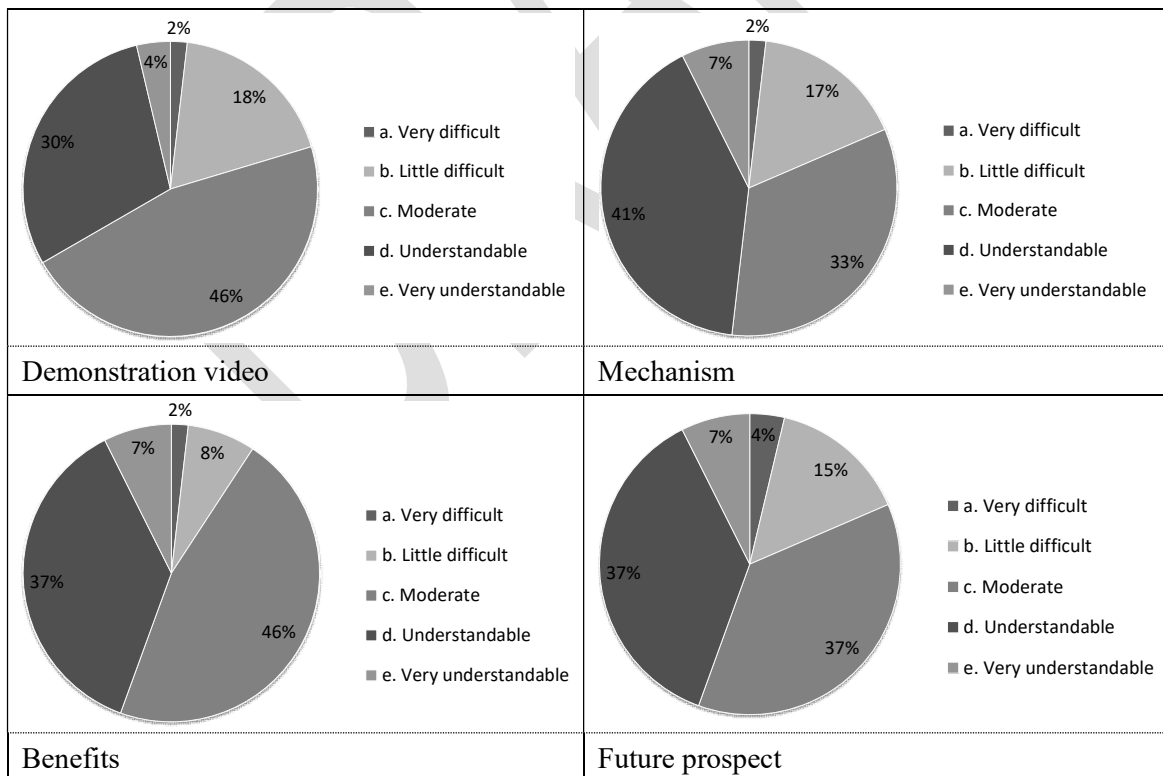 2%
4%
18%
30%
46%
a. Very difficult
b. Little difficult
c. Moderate
d. Understandable
e. Very understandable
Demonstration video
2%
7%
17%
41%
33%
a. Very difficult
b. Little difficult
c. Moderate
d. Understandable
e. Very understandable
Mechanism
2%
7%
8%
37%
46%
a. Very difficult
b. Little difficult
c. Moderate
d. Understandable
e. Very understandable
Benefits
7%
4%
15%
37%
37%
a. Very difficult
b. Little difficult
c. Moderate
d. Understandable
e. Very understandable
Future prospect